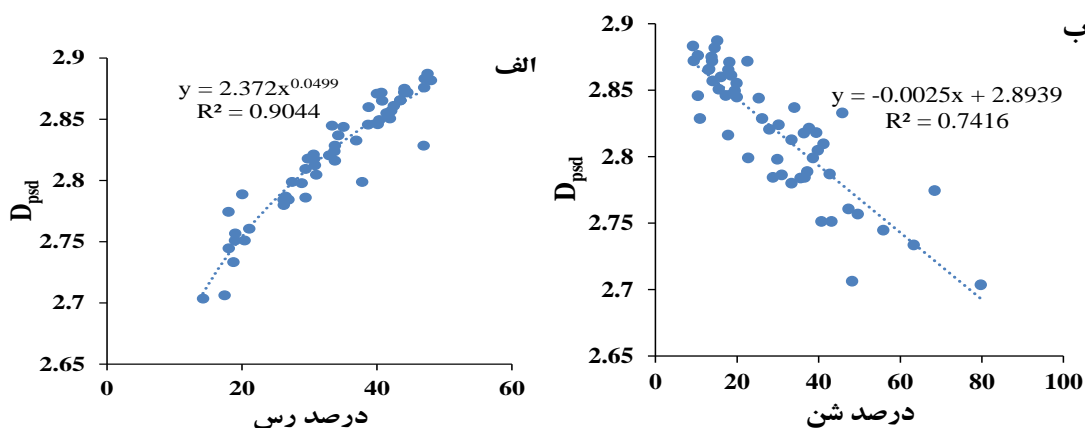 الف
y = 2.372x^0.0499
R² = 0.9044
D_psd
2.9
2.85
2.8
2.75
2.7
2.65
0 20 40 60
درصد رس
ب
y = -0.0025x + 2.8939
R² = 0.7416
D_psd
2.9
2.85
2.8
2.75
2.7
2.65
0 20 40 60 80 100
درصد شن